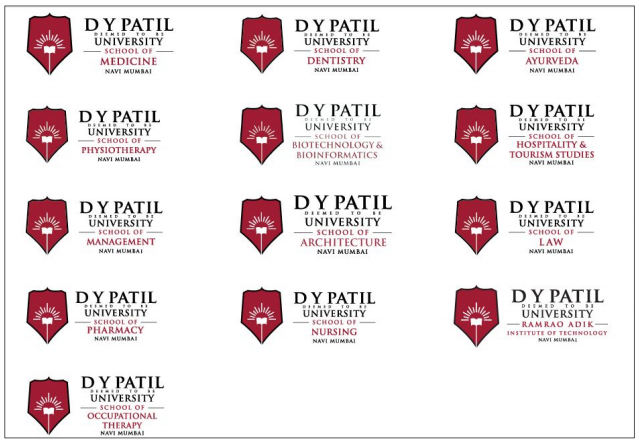 D Y PATIL
DEEMED TO BE
UNIVERSITY
SCHOOL OF
MEDICINE
NAVI MUMBAI
D Y PATIL
DEEMED TO BE
UNIVERSITY
SCHOOL OF
DENTISTRY
NAVI MUMBAI
D Y PATIL
DEEMED TO BE
UNIVERSITY
SCHOOL OF
AYURVEDA
NAVI MUMBAI
D Y PATIL
DEEMED TO BE
UNIVERSITY
SCHOOL OF
PHYSIOTHERAPY
NAVI MUMBAI
D Y PATIL
DEEMED TO BE
UNIVERSITY
SCHOOL OF
BIOTECHNOLOGY &
BIOINFORMATICS
NAVI MUMBAI
D Y PATIL
DEEMED TO BE
UNIVERSITY
SCHOOL OF
HOSPITALITY &
TOURISM STUDIES
NAVI MUMBAI
D Y PATIL
DEEMED TO BE
UNIVERSITY
SCHOOL OF
MANAGEMENT
NAVI MUMBAI
D Y PATIL
DEEMED TO BE
UNIVERSITY
SCHOOL OF
ARCHITECTURE
NAVI MUMBAI
D Y PATIL
DEEMED TO BE
UNIVERSITY
SCHOOL OF
LAW
NAVI MUMBAI
D Y PATIL
DEEMED TO BE
UNIVERSITY
SCHOOL OF
PHARMACY
NAVI MUMBAI
D Y PATIL
DEEMED TO BE
UNIVERSITY
SCHOOL OF
NURSING
NAVI MUMBAI
D Y PATIL
DEEMED TO BE
UNIVERSITY
RAMRAO ADIK
INSTITUTE OF TECHNOLOGY
NAVI MUMBAI
D Y PATIL
DEEMED TO BE
UNIVERSITY
SCHOOL OF
OCCUPATIONAL
THERAPY
NAVI MUMBAI